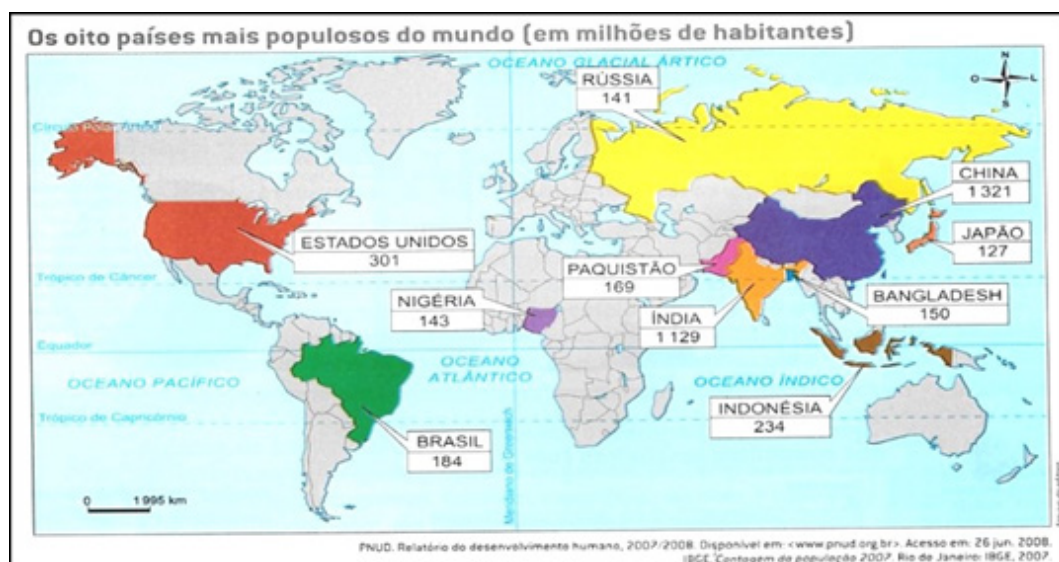 Os oito países mais populosos do mundo (em milhões de habitantes)
OCEANO GLACIAL ÁRTICO
N
O
L
S
RÚSSIA
141
Círculo Polar Ártico
CHINA
1 321
ESTADOS UNIDOS
301
JAPÃO
127
PAQUISTÃO
169
Trópico de Câncer
BANGLADESH
150
NIGÉRIA
143
ÍNDIA
1 129
Equador
OCEANO
ATLÂNTICO
OCEANO PACÍFICO
OCEANO ÍNDICO
INDONÉSIA
234
Trópico de Capricórnio
BRASIL
184
Meridiano de Greenwich
0 1 995 km
PNUD. Relatório do desenvolvimento humano, 2007/2008. Disponível em: <www.pnud.org.br>. Acesso em: 26 jun. 2008.
IBGE. Contagem da população 2007. Rio de Janeiro: IBGE, 2007.